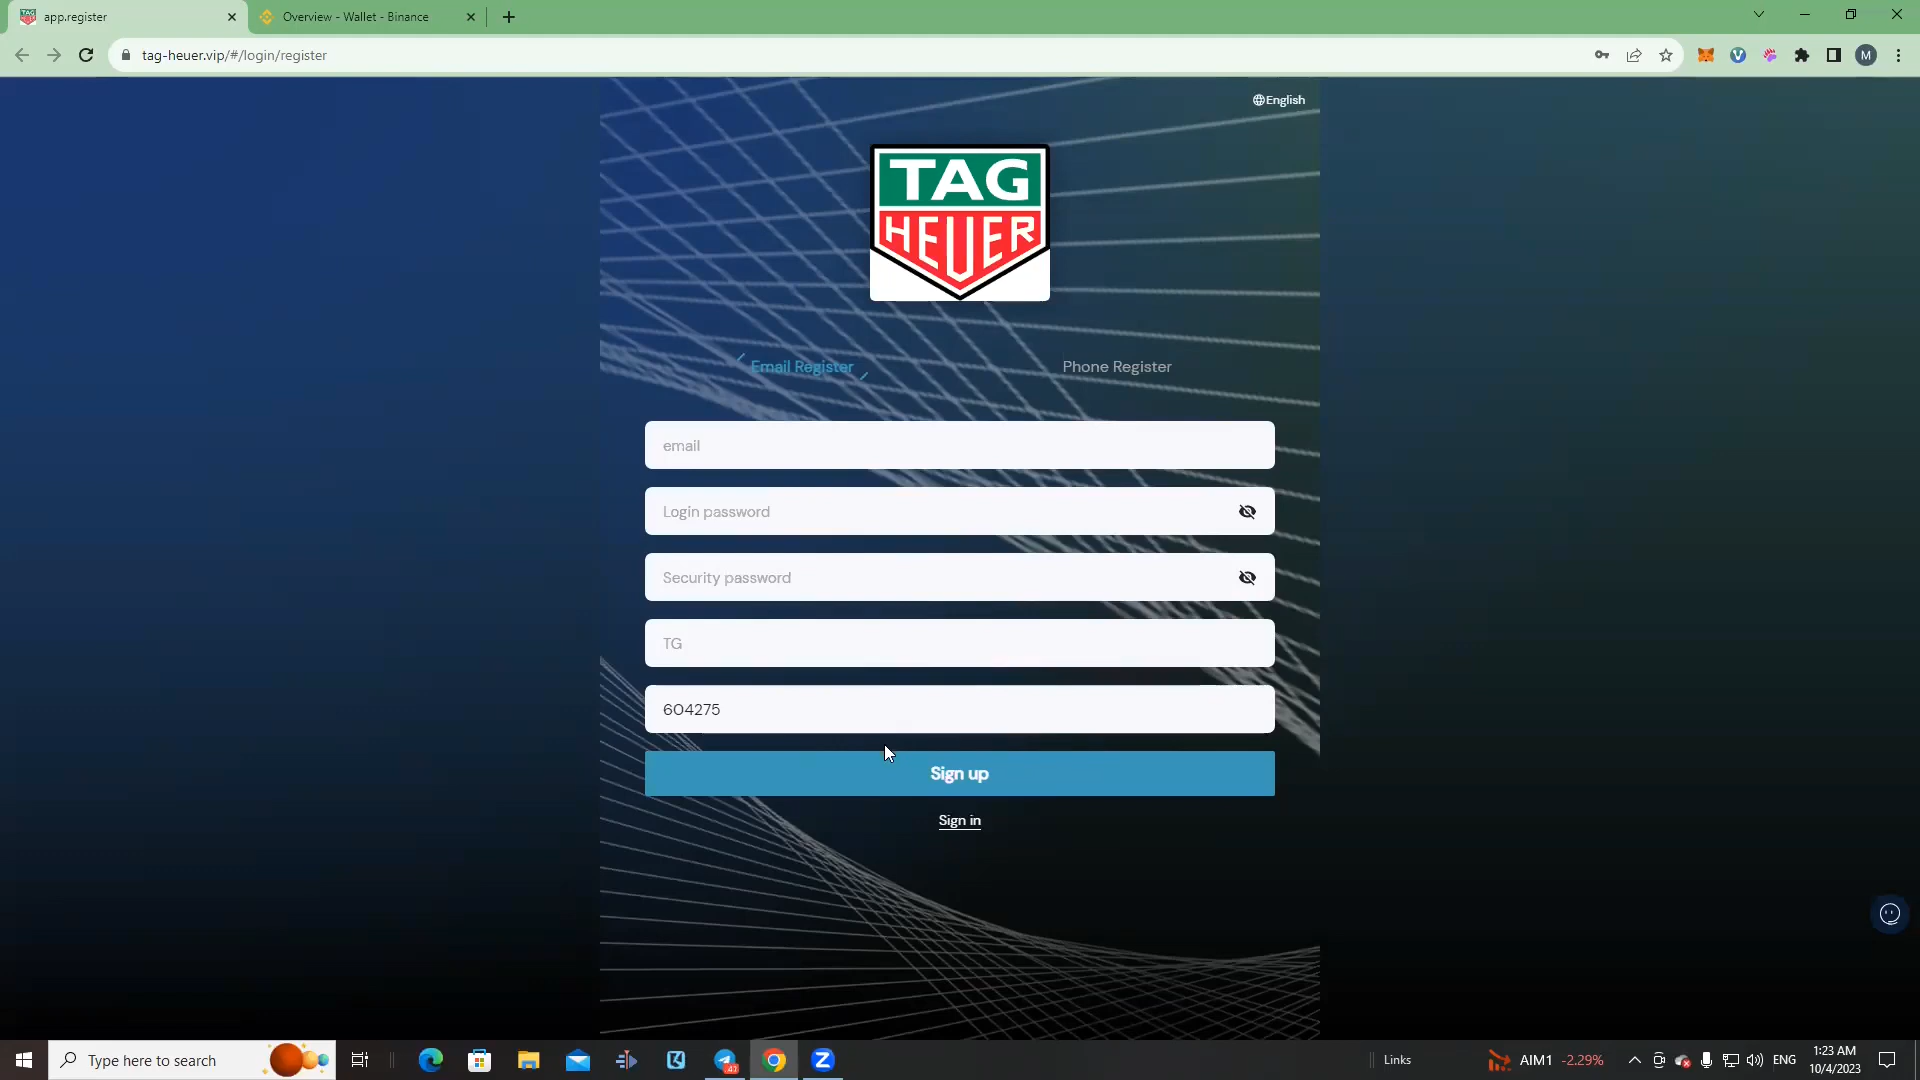 app.register
Overview - Wallet - Binance
tag-heuer.vip/#/login/register
M
English
TAG
HEUER
Email Register
Phone Register
email
Login password
Security password
TG
604275
Sign up
Sign in
Type here to search
Links
AIM1 -2.29%
ENG
1:23 AM
10/4/2023